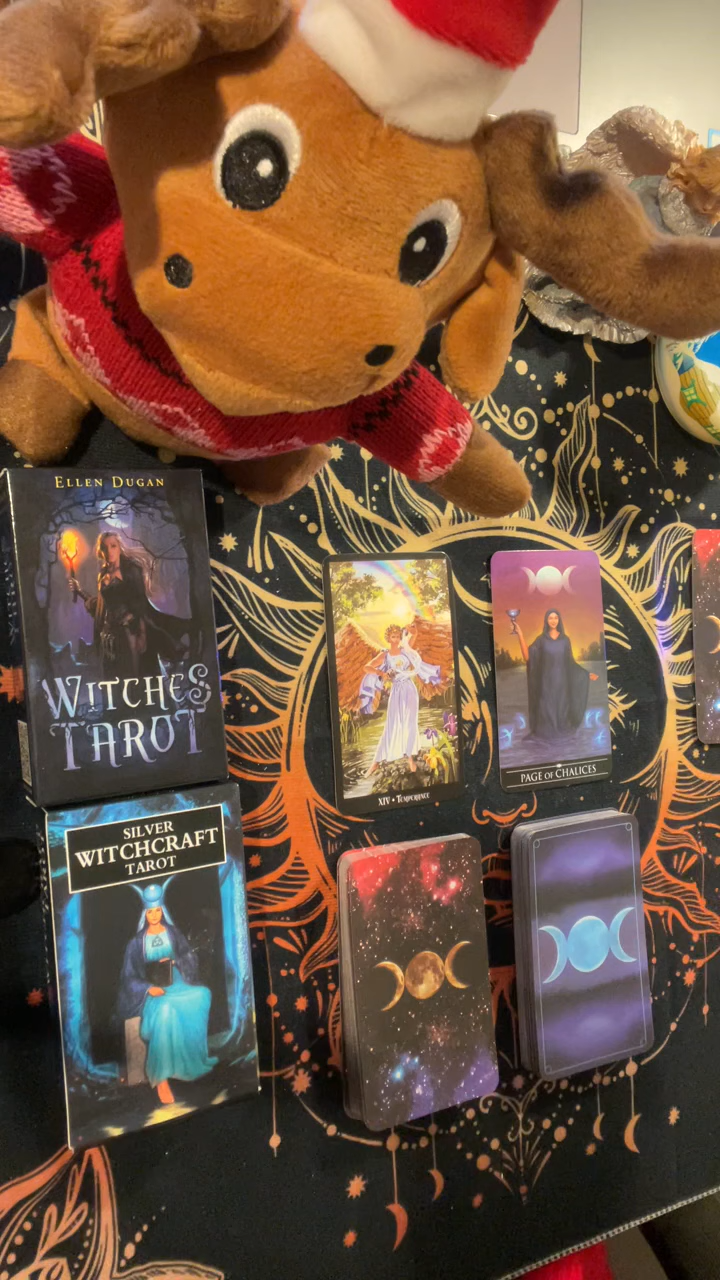 ELLEN DUGAN
WITCHES
TAROT
SILVER
WITCHCRAFT
TAROT
XIV • TEMPERANCE
PAGE OF CHALICES